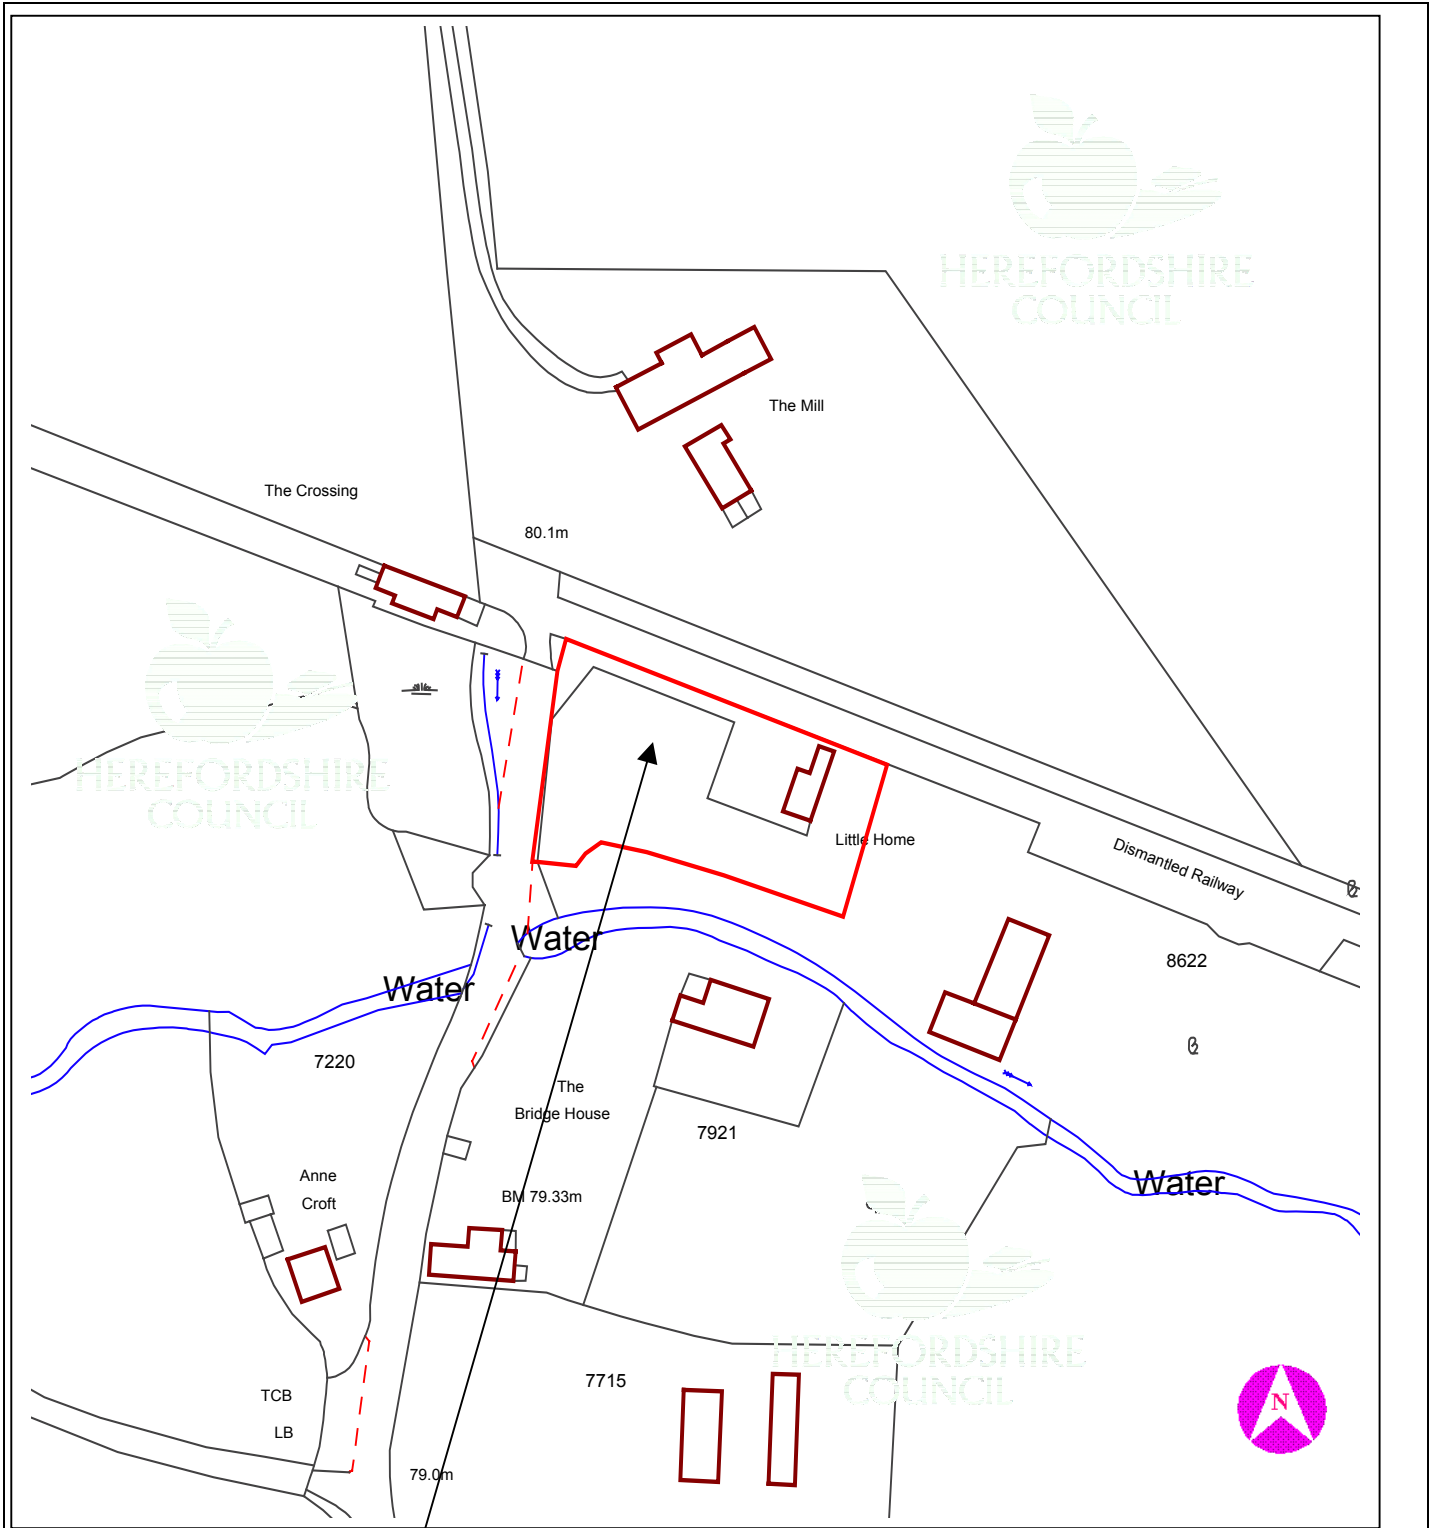 HEREFORDSHIRE
COUNCIL
The Mill
The Crossing
80.1m
HEREFORDSHIRE
COUNCIL
Little Home
Dismantled Railway
Water
8622
Water
7220
The
Bridge House
7921
Anne
Croft
BM 79.33m
Water
HEREFORDSHIRE
COUNCIL
7715
TCB
LB
79.0m
N